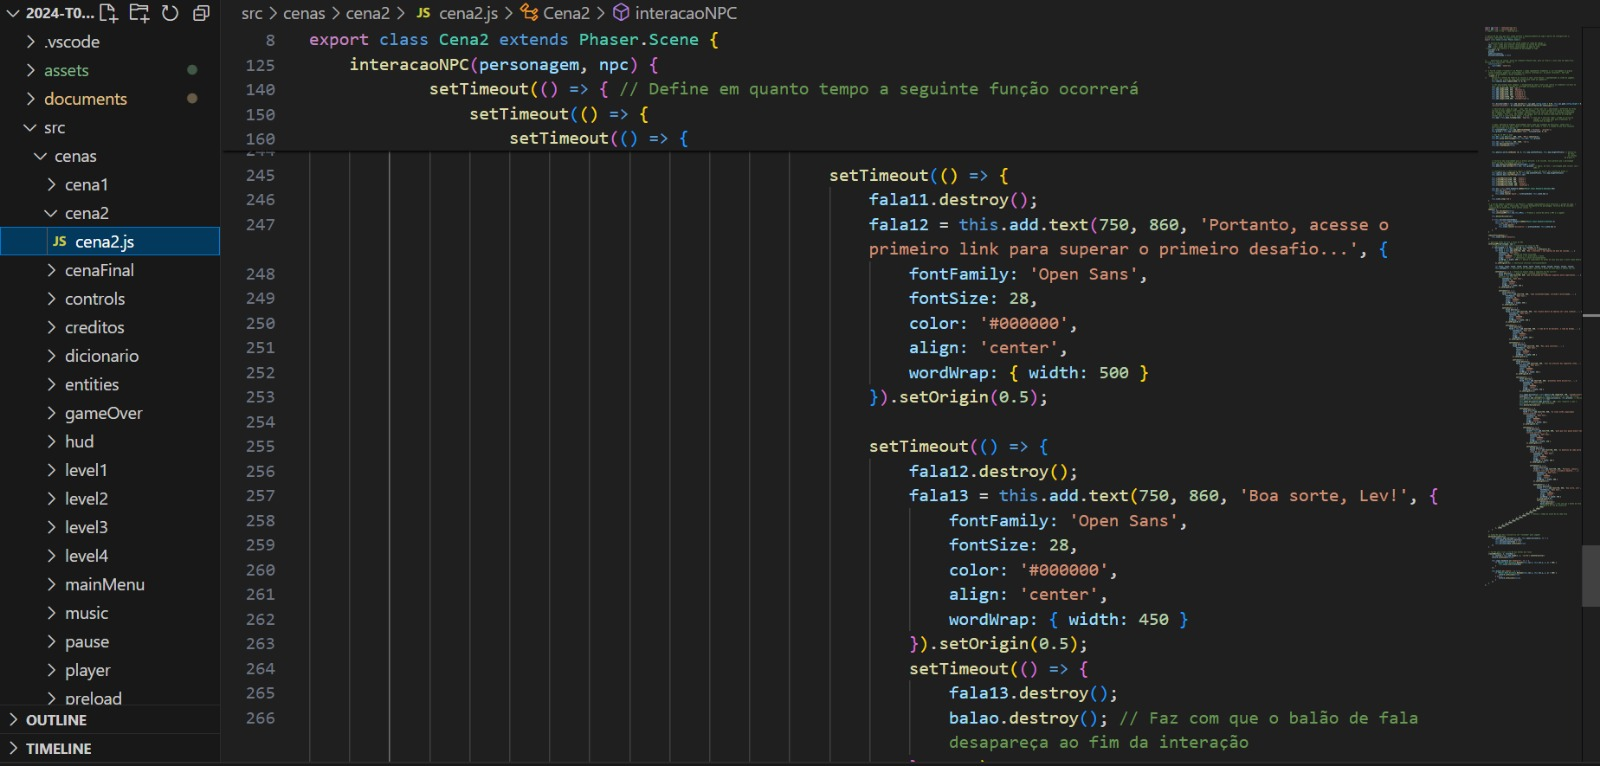 2024-T0...
.vscode
assets
documents
src
cenas
cena1
cena2
JS cena2.js
cenaFinal
controls
creditos
dicionario
entities
gameOver
hud
level1
level2
level3
level4
mainMenu
music
pause
player
preload
OUTLINE
TIMELINE
src > cenas > cena2 > JS cena2.js > Cena2 > interacaoNPC
8 export class Cena2 extends Phaser.Scene {
125 interacaoNPC(personagem, npc) {
140 setTimeout(() => { // Define em quanto tempo a seguinte função ocorrerá
150 setTimeout(() => {
160 setTimeout(() => {
244
245 setTimeout(() => {
246 fala11.destroy();
247 fala12 = this.add.text(750, 860, 'Portanto, acesse o
primeiro link para superar o primeiro desafio...', {
248 fontFamily: 'Open Sans',
249 fontSize: 28,
250 color: '#000000',
251 align: 'center',
252 wordWrap: { width: 500 }
253 }).setOrigin(0.5);
254
255 setTimeout(() => {
256 fala12.destroy();
257 fala13 = this.add.text(750, 860, 'Boa sorte, Lev!', {
258 fontFamily: 'Open Sans',
259 fontSize: 28,
260 color: '#000000',
261 align: 'center',
262 wordWrap: { width: 450 }
263 }).setOrigin(0.5);
264 setTimeout(() => {
265 fala13.destroy();
266 balao.destroy(); // Faz com que o balão de fala
desapareça ao fim da interação